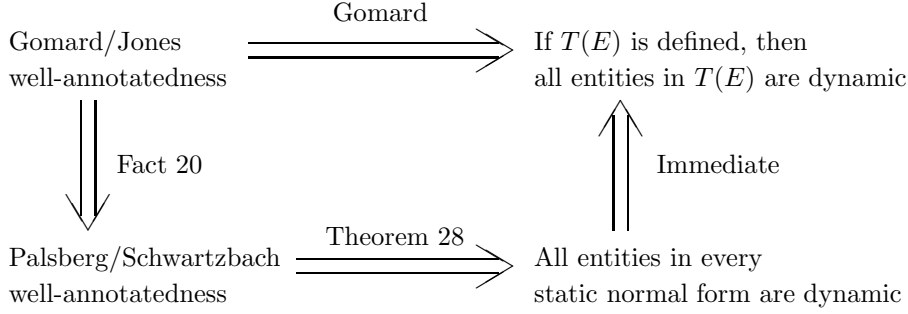 Gomard
Gomard/Jones
well-annotatedness
If T(E) is defined, then
all entities in T(E) are dynamic
Fact 20
Immediate
Theorem 28
Palsberg/Schwartzbach
well-annotatedness
All entities in every
static normal form are dynamic